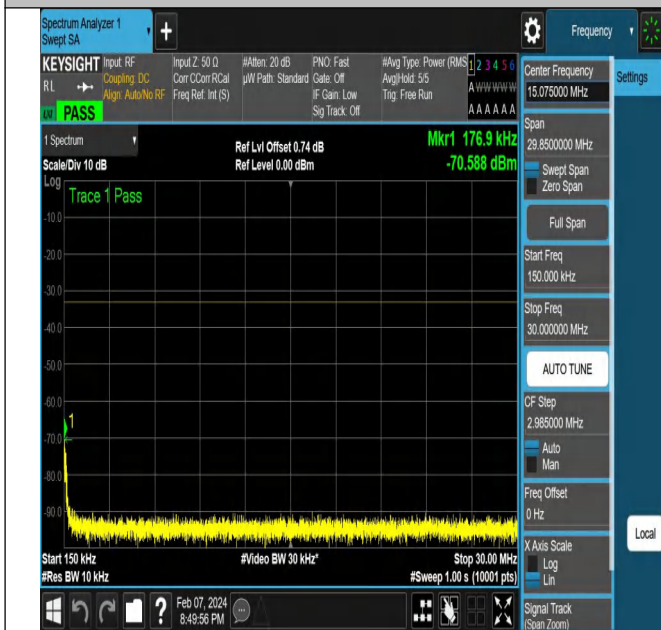 Spectrum Analyzer 1
Swept SA
+
Frequency
KEYSIGHT
RL
LXI
PASS
Input: RF
Coupling: DC
Align: Auto/No RF
Input Z: 50 Ω
Corr CCorr RCal
Freq Ref: Int (S)
#Atten: 20 dB
µW Path: Standard
PNO: Fast
Gate: Off
IF Gain: Low
Sig Track: Off
#Avg Type: Power (RMS
Avg|Hold: 5/5
Trig: Free Run
1 2 3 4 5 6
A W W W W W
A A A A A A
1 Spectrum
Scale/Div 10 dB
Ref Lvl Offset 0.74 dB
Ref Level 0.00 dBm
Mkr1 176.9 kHz
-70.588 dBm
Log
Trace 1 Pass
-10.0
-20.0
-30.0
-40.0
-50.0
-60.0
-70.0
-80.0
-90.0
1
Start 150 kHz
#Res BW 10 kHz
#Video BW 30 kHz*
Stop 30.00 MHz
#Sweep 1.00 s (10001 pts)
Center Frequency
15.075000 MHz
Settings
Span
29.8500000 MHz
Swept Span
Zero Span
Full Span
Start Freq
150.000 kHz
Stop Freq
30.000000 MHz
AUTO TUNE
CF Step
2.985000 MHz
Auto
Man
Freq Offset
0 Hz
Local
X Axis Scale
Log
Lin
Signal Track
(Span Zoom)
?
Feb 07, 2024
8:49:56 PM